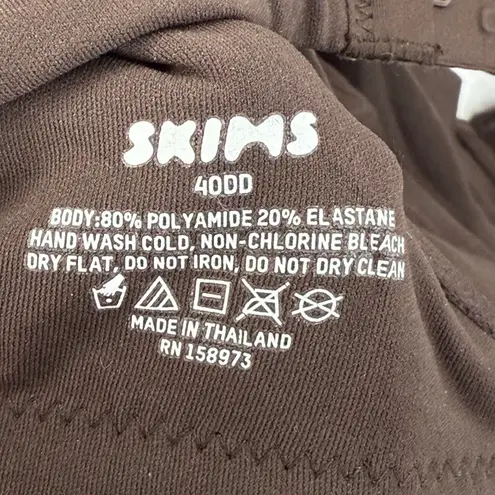 SKIMS
40DD
BODY:80% POLYAMIDE 20% ELASTANE
HAND WASH COLD, NON-CHLORINE BLEACH
DRY FLAT, DO NOT IRON, DO NOT DRY CLEAN
MADE IN THAILAND
RN 158973